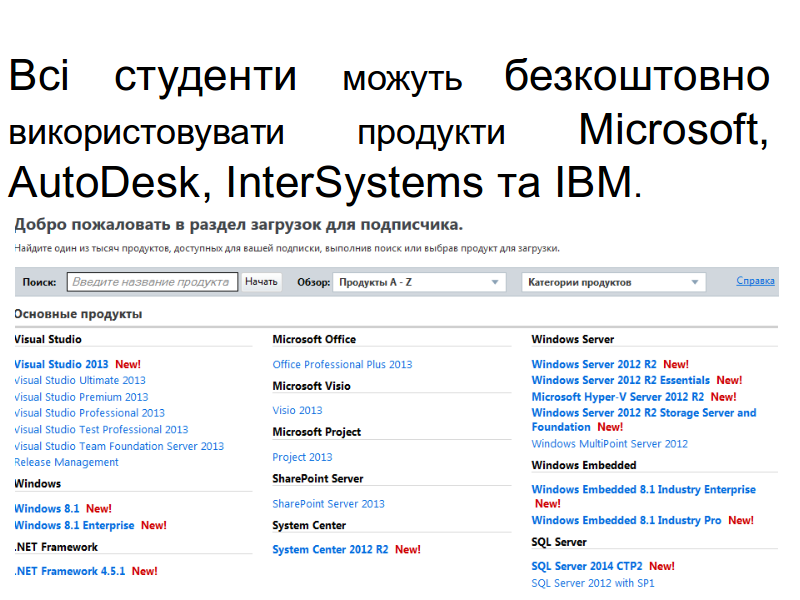 Всі студенти можуть безкоштовно
використовувати продукти Microsoft,
AutoDesk, InterSystems та IBM.
Добро пожаловать в раздел загрузок для подписчика.
Найдите один из тысяч продуктов, доступных для вашей подписки, выполнив поиск или выбрав продукт для загрузки.
Поиск: Введите название продукта Начать Обзор: Продукты A - Z Категории продуктов Справка
Основные продукты
Visual Studio
Visual Studio 2013 New!
Visual Studio Ultimate 2013
Visual Studio Premium 2013
Visual Studio Professional 2013
Visual Studio Test Professional 2013
Visual Studio Team Foundation Server 2013
Release Management
Windows
Windows 8.1 New!
Windows 8.1 Enterprise New!
.NET Framework
.NET Framework 4.5.1 New!
Microsoft Office
Office Professional Plus 2013
Microsoft Visio
Visio 2013
Microsoft Project
Project 2013
SharePoint Server
SharePoint Server 2013
System Center
System Center 2012 R2 New!
Windows Server
Windows Server 2012 R2 New!
Windows Server 2012 R2 Essentials New!
Microsoft Hyper-V Server 2012 R2 New!
Windows Server 2012 R2 Storage Server and
Foundation New!
Windows MultiPoint Server 2012
Windows Embedded
Windows Embedded 8.1 Industry Enterprise
New!
Windows Embedded 8.1 Industry Pro New!
SQL Server
SQL Server 2014 CTP2 New!
SQL Server 2012 with SP1